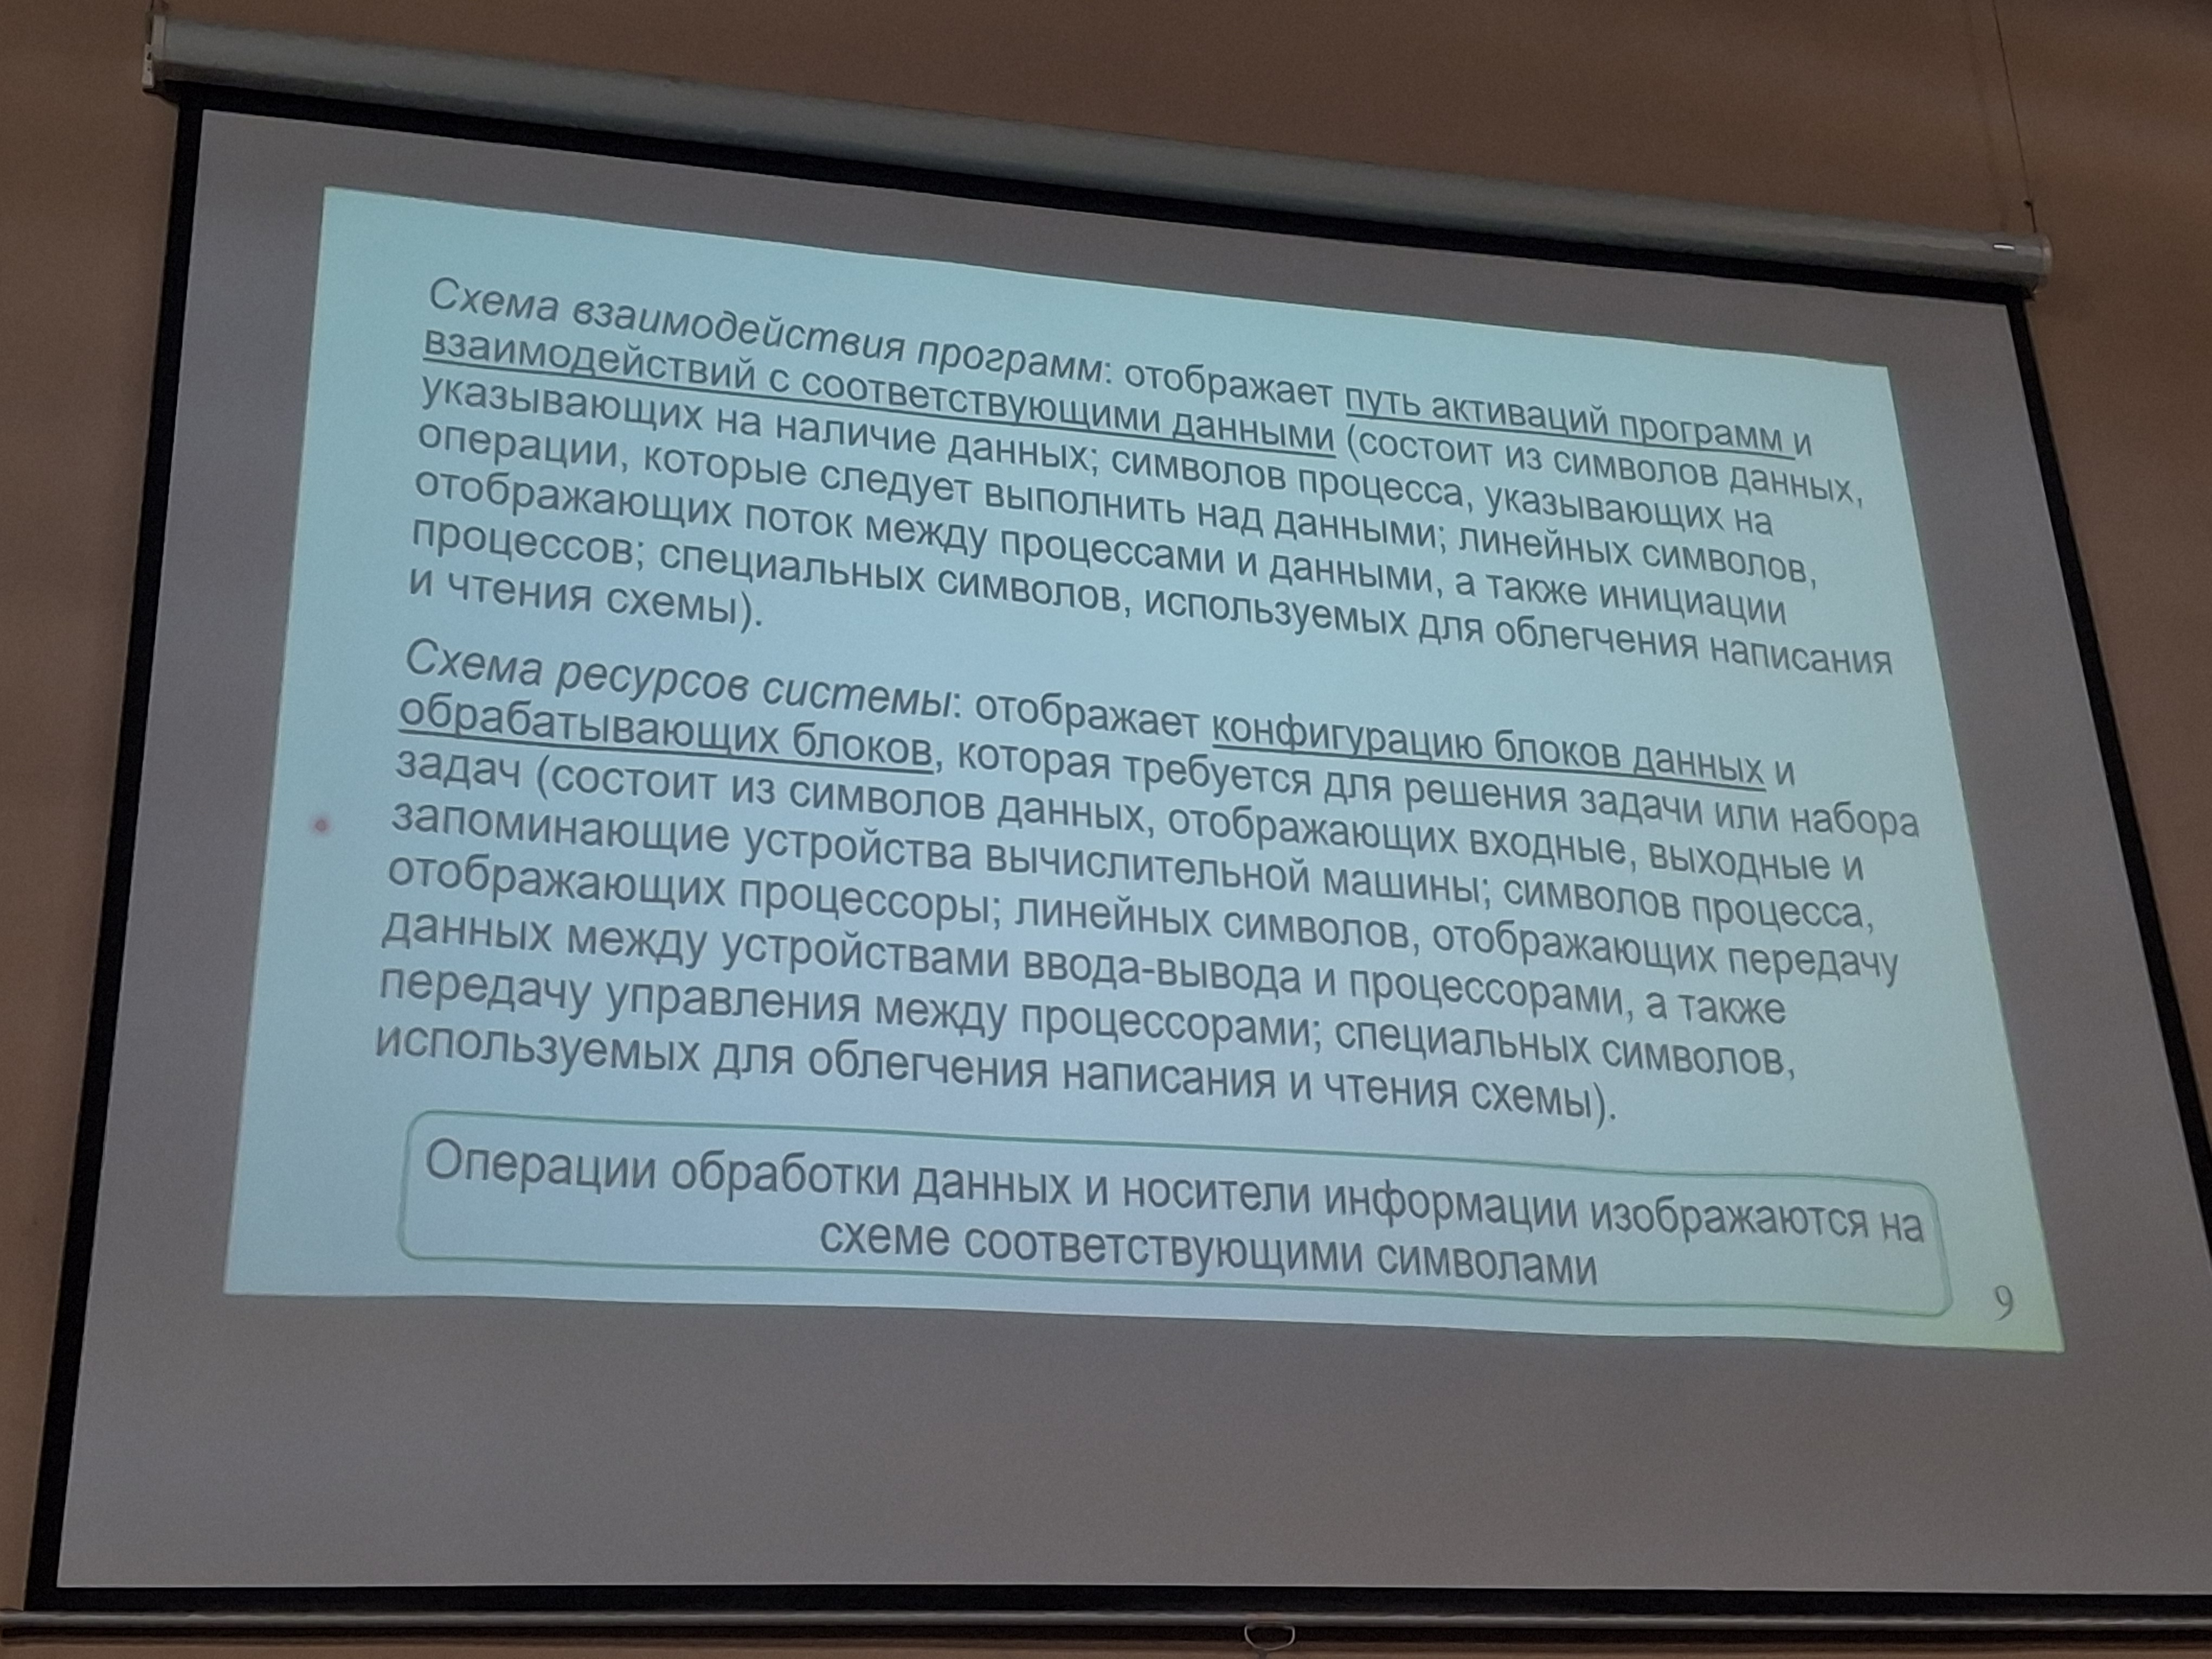 Схема взаимодействия программ: отображает путь активаций программ и
взаимодействий с соответствующими данными (состоит из символов данных,
указывающих на наличие данных; символов процесса, указывающих на
операции, которые следует выполнить над данными; линейных символов,
отображающих поток между процессами и данными, а также инициации
процессов; специальных символов, используемых для облегчения написания
и чтения схемы).
Схема ресурсов системы: отображает конфигурацию блоков данных и
обрабатывающих блоков, которая требуется для решения задачи или набора
задач (состоит из символов данных, отображающих входные, выходные и
запоминающие устройства вычислительной машины; символов процесса,
отображающих процессоры; линейных символов, отображающих передачу
данных между устройствами ввода-вывода и процессорами, а также
передачу управления между процессорами; специальных символов,
используемых для облегчения написания и чтения схемы).
Операции обработки данных и носители информации изображаются на
схеме соответствующими символами
9